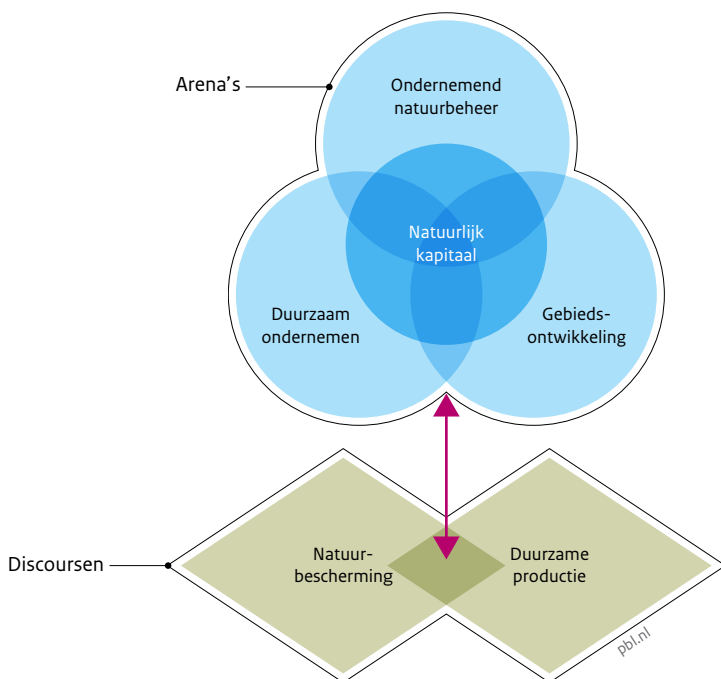 Arena's
Ondernemend
natuurbeheer
Natuurlijk
kapitaal
Duurzaam
ondernemen
Gebieds-
ontwikkeling
Discoursen
Natuur-
bescherming
Duurzame
productie
pbl.nl